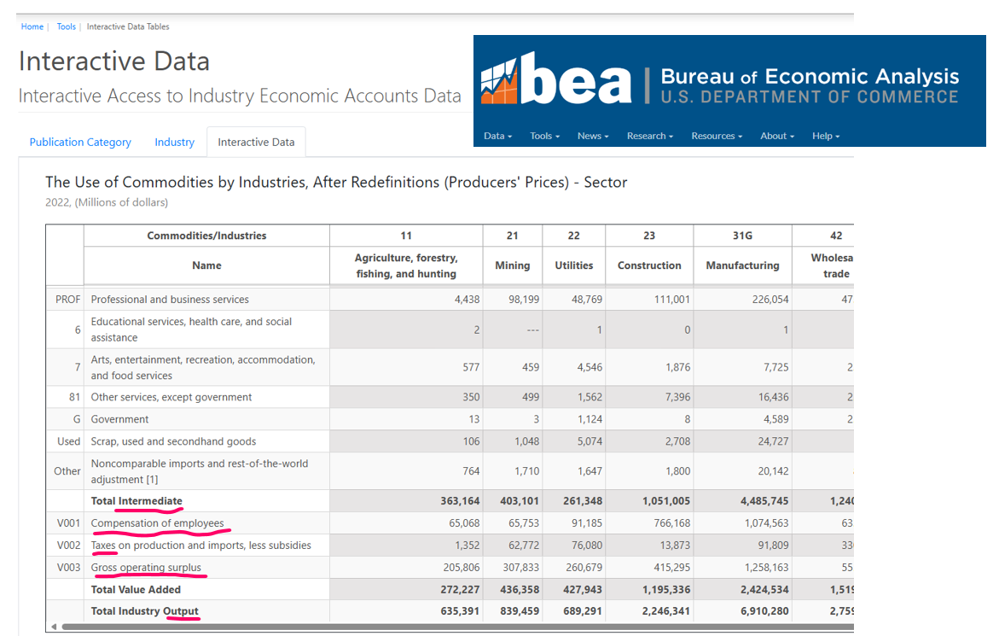 Home | Tools | Interactive Data Tables
Interactive Data
Interactive Access to Industry Economic Accounts Data
bea | Bureau of Economic Analysis
U.S. DEPARTMENT OF COMMERCE
Data Tools News Research Resources About Help
Publication Category Industry Interactive Data
The Use of Commodities by Industries, After Redefinitions (Producers' Prices) - Sector
2022, (Millions of dollars)
Commodities/Industries 11 21 22 23 31G 42
Name Agriculture, forestry, fishing, and hunting Mining Utilities Construction Manufacturing Wholesa
trade
PROF Professional and business services 4,438 98,199 48,769 111,001 226,054 47
6 Educational services, health care, and social
assistance 2 --- 1 0 1
7 Arts, entertainment, recreation, accommodation,
and food services 577 459 4,546 1,876 7,725 2
81 Other services, except government 350 499 1,562 7,396 16,436 2
G Government 13 3 1,124 8 4,589 2
Used Scrap, used and secondhand goods 106 1,048 5,074 2,708 24,727
Other Noncomparable imports and rest-of-the-world
adjustment [1] 764 1,710 1,647 1,800 20,142
Total Intermediate 363,164 403,101 261,348 1,051,005 4,485,745 1,240
V001 Compensation of employees 65,068 65,753 91,185 766,168 1,074,563 63
V002 Taxes on production and imports, less subsidies 1,352 62,772 76,080 13,873 91,809 33
V003 Gross operating surplus 205,806 307,833 260,679 415,295 1,258,163 55
Total Value Added 272,227 436,358 427,943 1,195,336 2,424,534 1,519
Total Industry Output 635,391 839,459 689,291 2,246,341 6,910,280 2,759